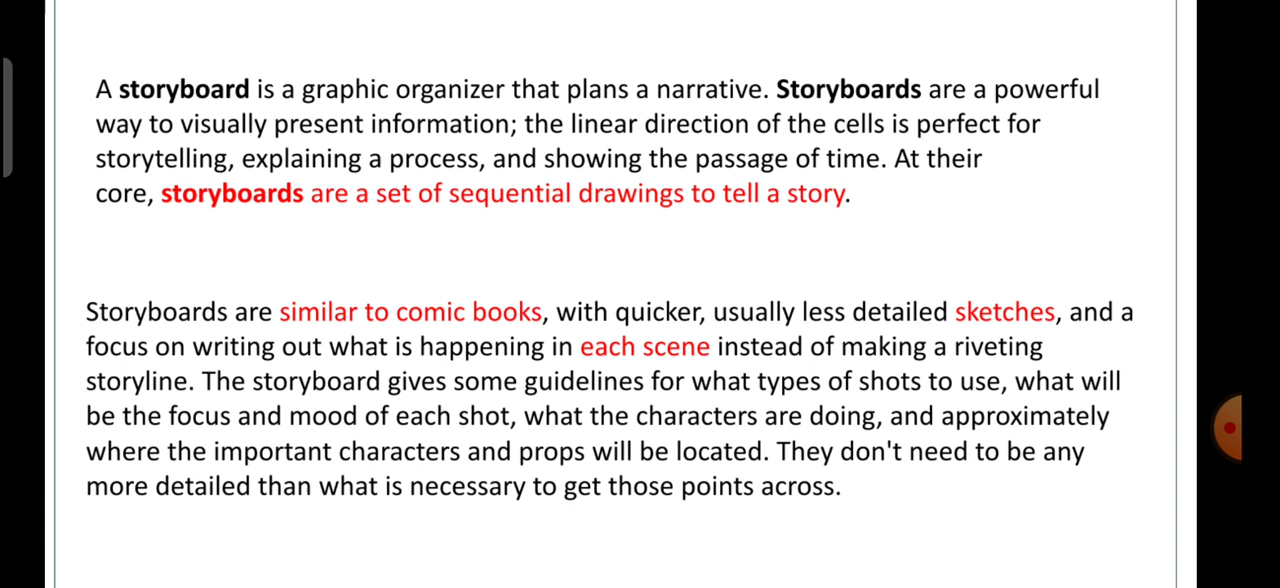 A storyboard is a graphic organizer that plans a narrative. Storyboards are a powerful
way to visually present information; the linear direction of the cells is perfect for
storytelling, explaining a process, and showing the passage of time. At their
core, storyboards are a set of sequential drawings to tell a story.
Storyboards are similar to comic books, with quicker, usually less detailed sketches, and a
focus on writing out what is happening in each scene instead of making a riveting
storyline. The storyboard gives some guidelines for what types of shots to use, what will
be the focus and mood of each shot, what the characters are doing, and approximately
where the important characters and props will be located. They don't need to be any
more detailed than what is necessary to get those points across.